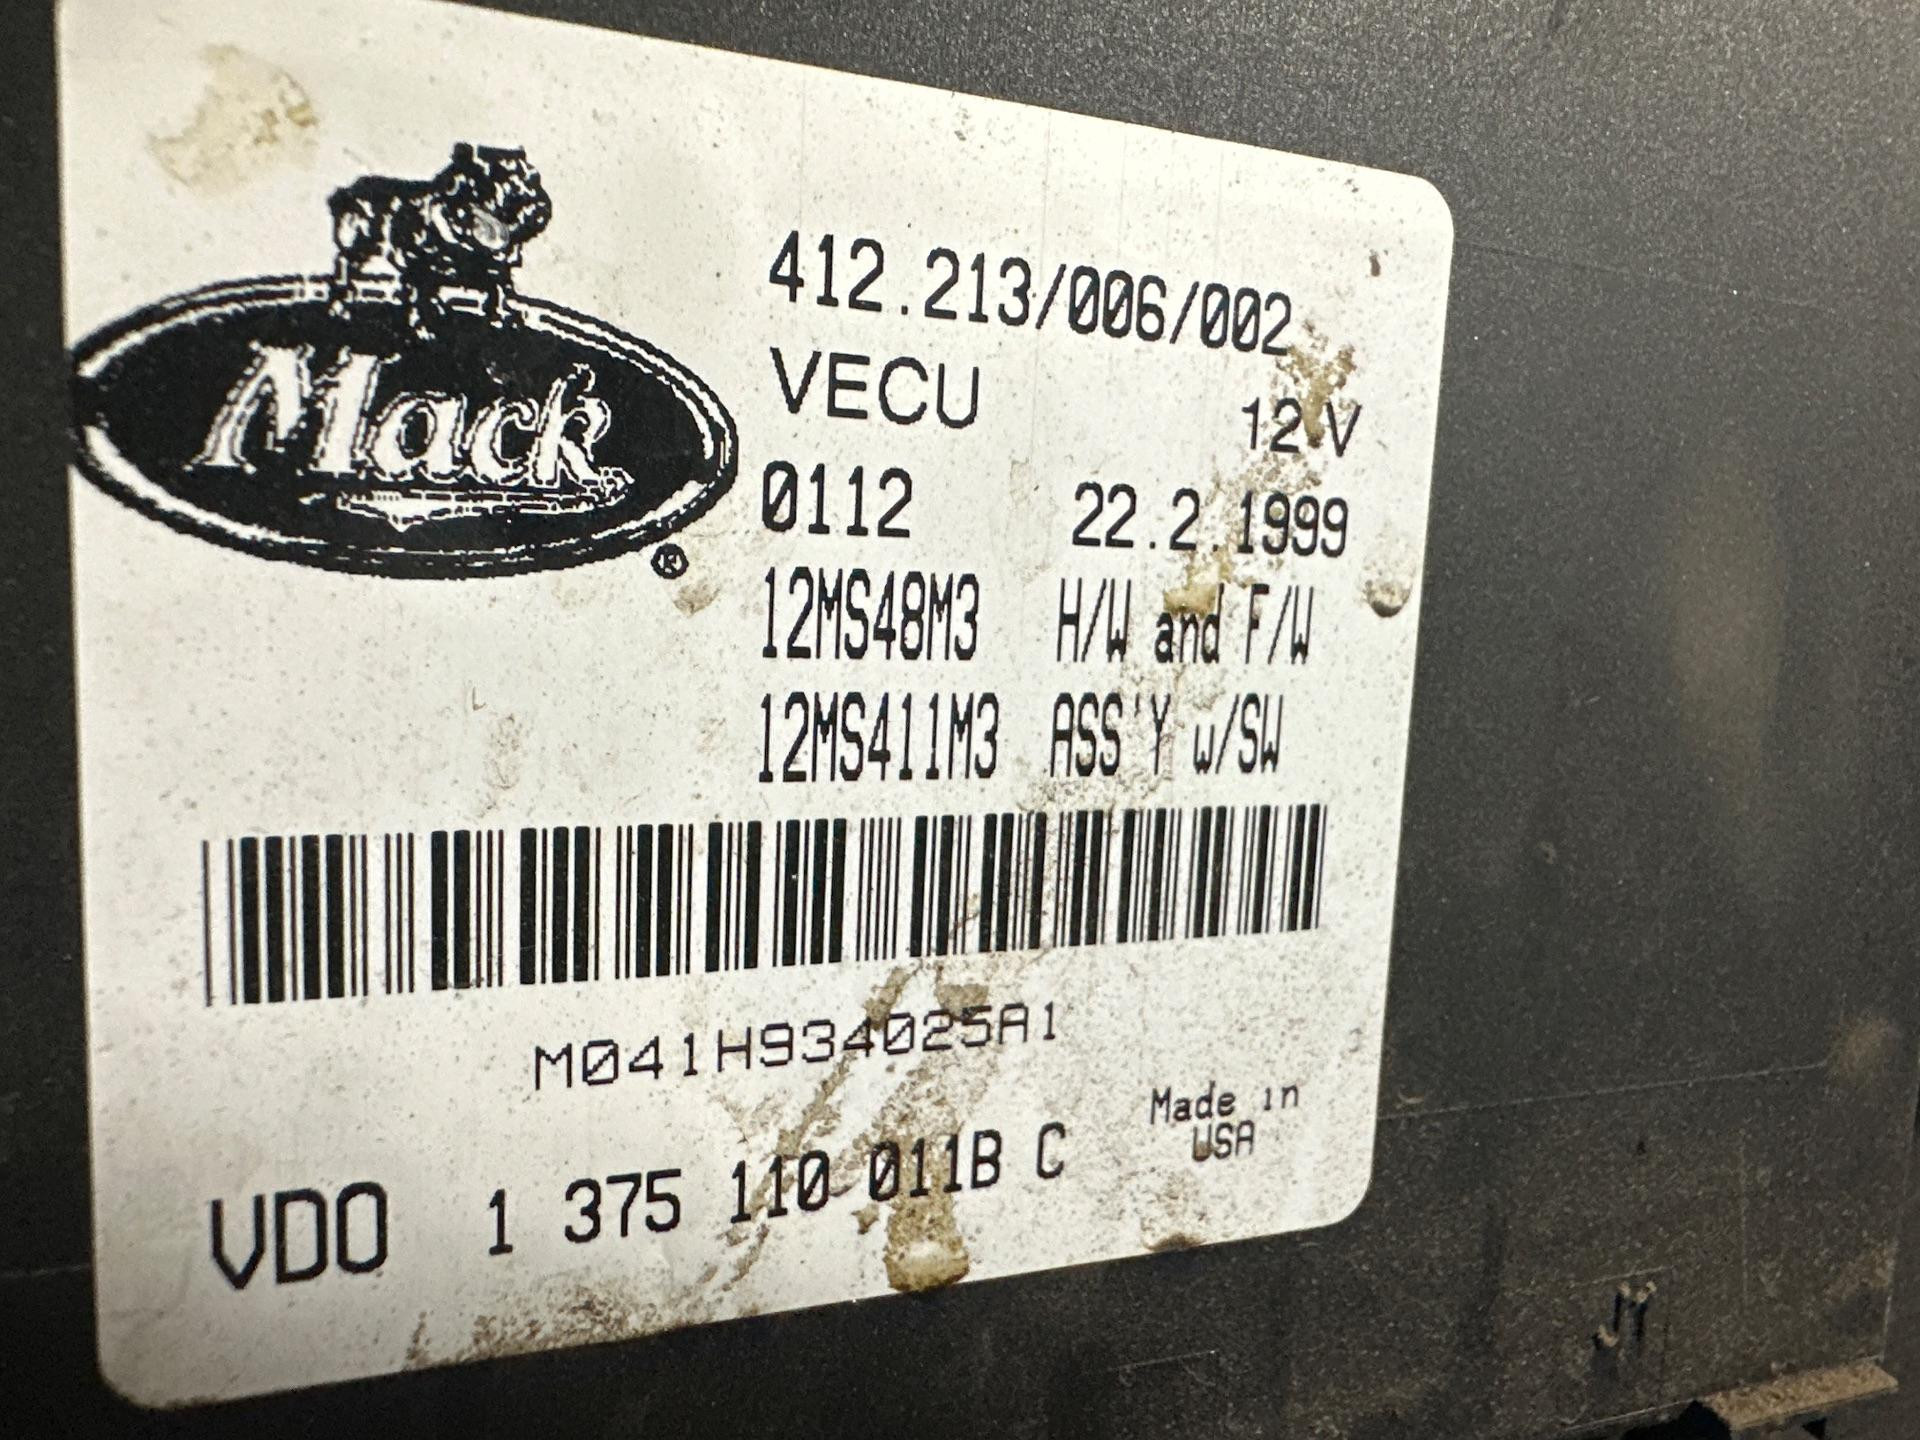 Mack
®
412.213/006/002
VECU 12 V
0112 22.2.1999
12MS48M3 H/W and F/W
12MS411M3 ASS'Y w/SW
M041H934025A1
Made in
USA
VDO 1 375 110 011B C